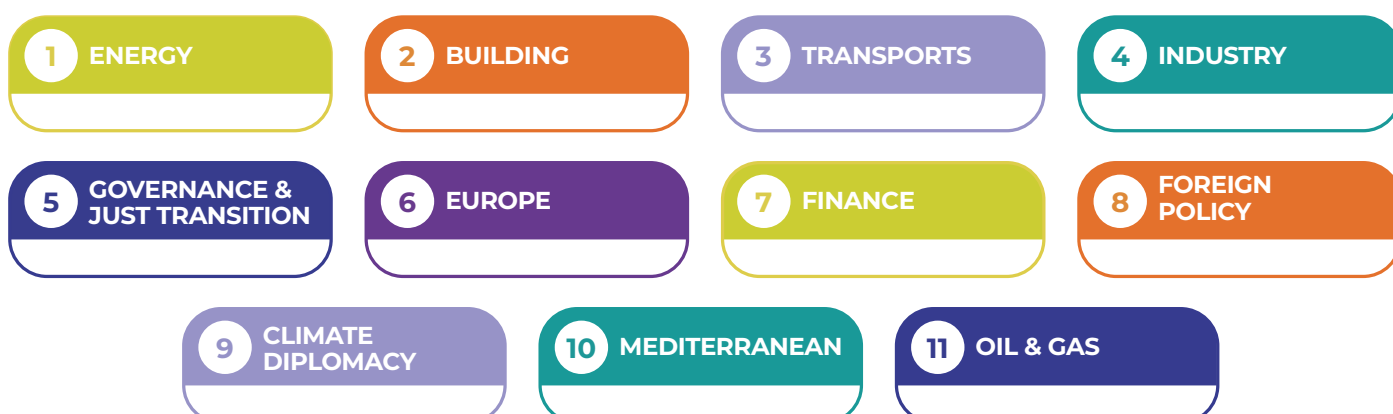 1 ENERGY
2 BUILDING
3 TRANSPORTS
4 INDUSTRY
5 GOVERNANCE &
JUST TRANSITION
6 EUROPE
7 FINANCE
8 FOREIGN
POLICY
9 CLIMATE
DIPLOMACY
10 MEDITERRANEAN
11 OIL & GAS